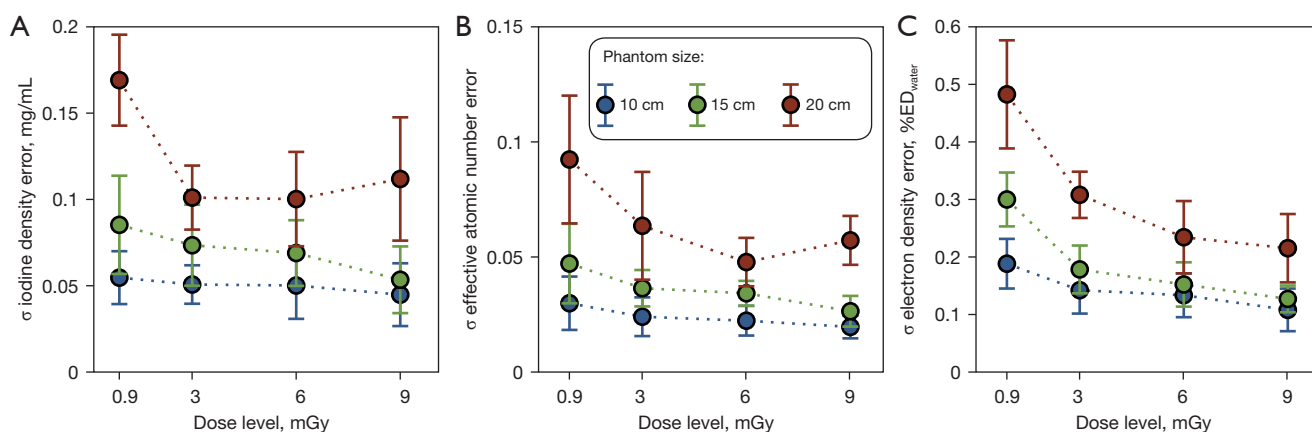 A
σ iodine density error, mg/mL
0.2
0.15
0.1
0.05
0
0.9
3
6
9
Dose level, mGy
B
σ effective atomic number error
0.15
0.1
0.05
0
Phantom size:
10 cm
15 cm
20 cm
0.9
3
6
9
Dose level, mGy
C
σ electron density error, %ED_water
0.6
0.5
0.4
0.3
0.2
0.1
0
0.9
3
6
9
Dose level, mGy